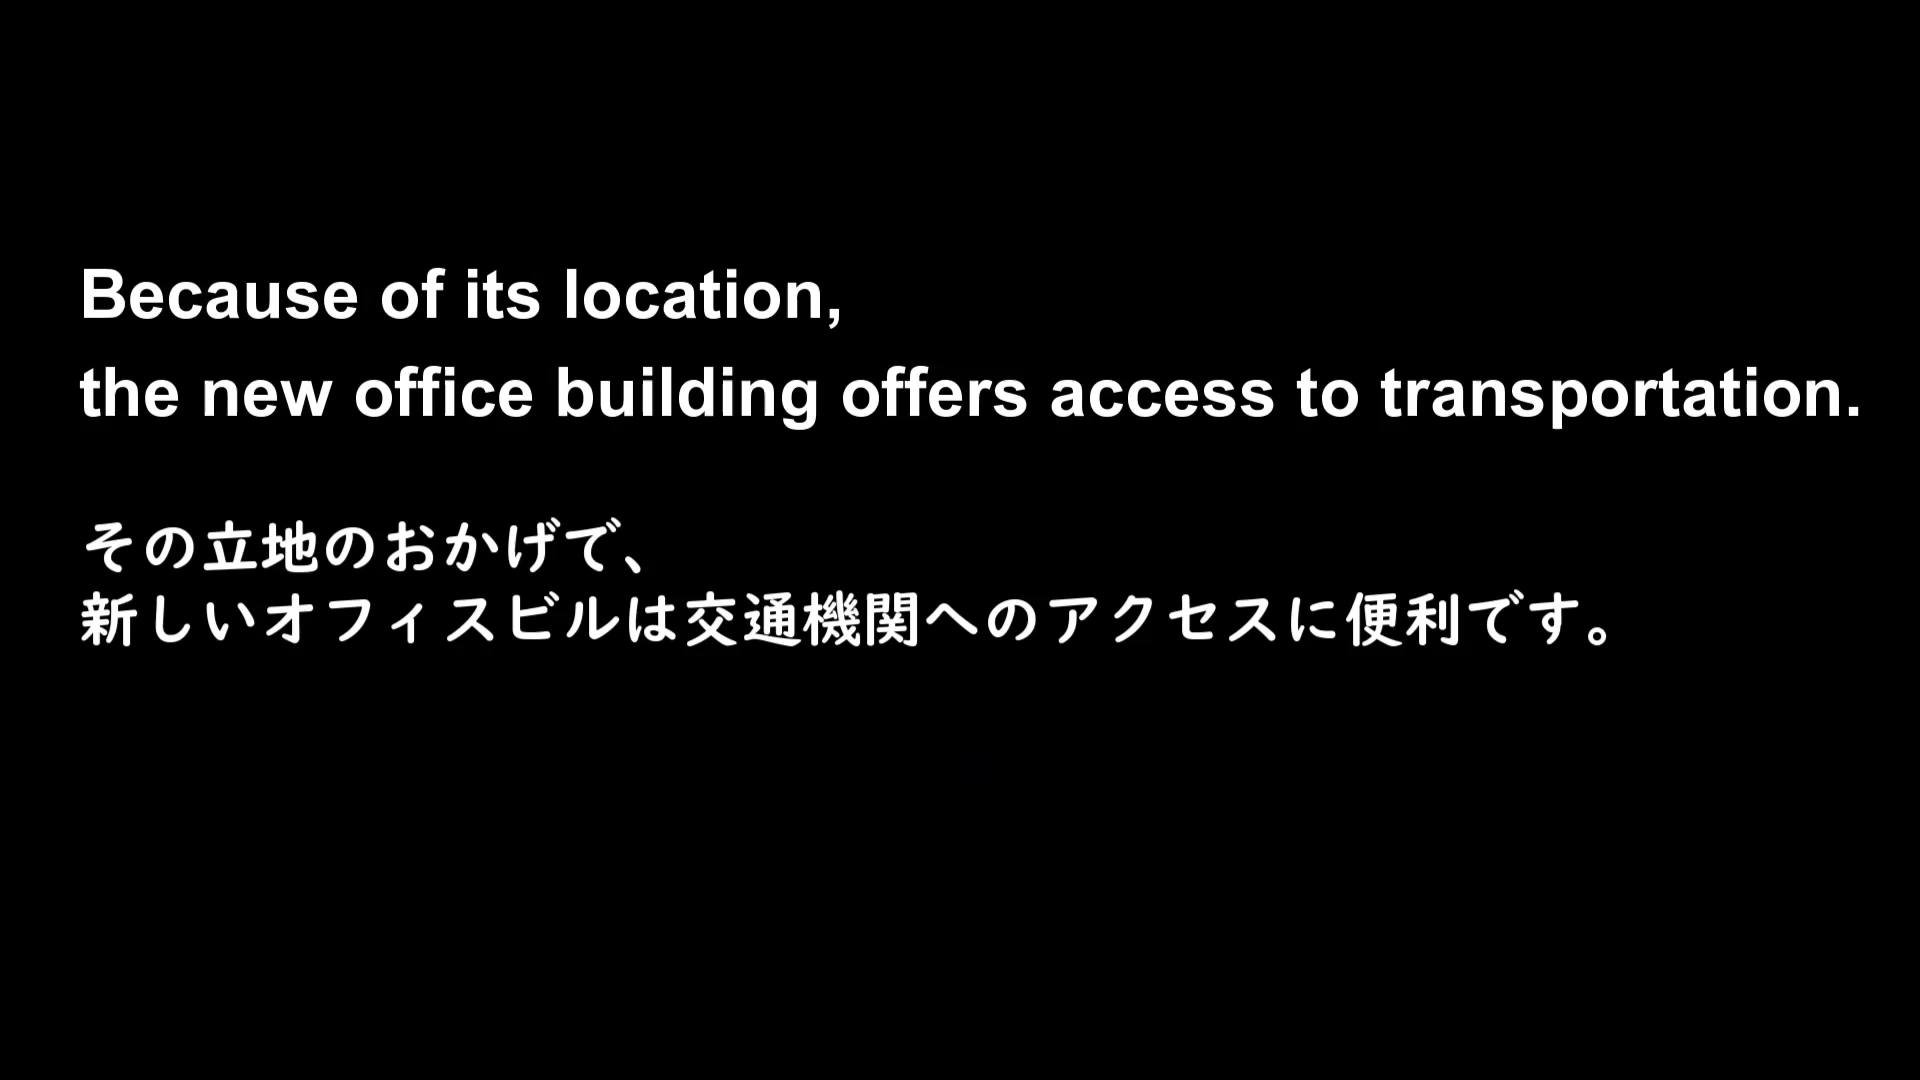 Because of its location,
the new office building offers access to transportation.
その立地のおかげで、
新しいオフィスビルは交通機関へのアクセスに便利です。